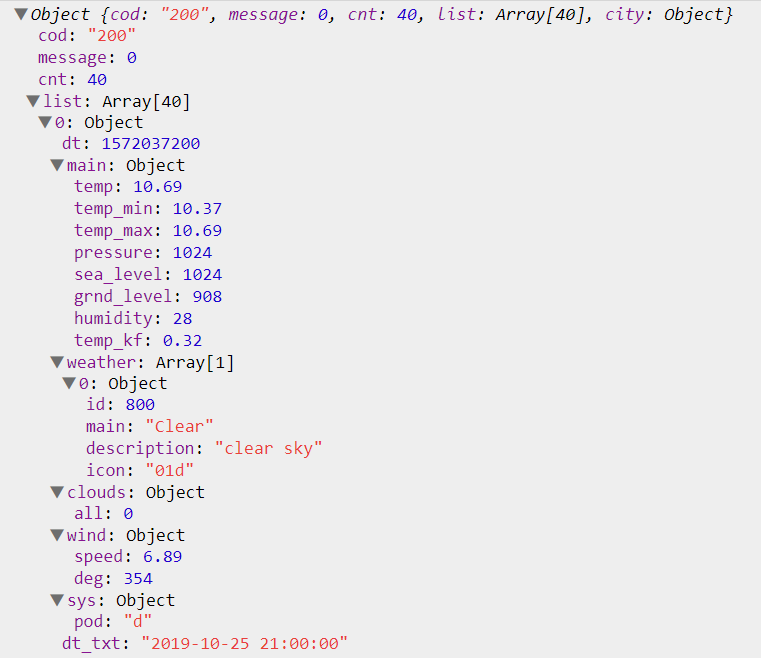 Object {cod: "200", message: 0, cnt: 40, list: Array[40], city: Object}
cod: "200"
message: 0
cnt: 40
list: Array[40]
0: Object
dt: 1572037200
main: Object
temp: 10.69
temp_min: 10.37
temp_max: 10.69
pressure: 1024
sea_level: 1024
grnd_level: 908
humidity: 28
temp_kf: 0.32
weather: Array[1]
0: Object
id: 800
main: "Clear"
description: "clear sky"
icon: "01d"
clouds: Object
all: 0
wind: Object
speed: 6.89
deg: 354
sys: Object
pod: "d"
dt_txt: "2019-10-25 21:00:00"